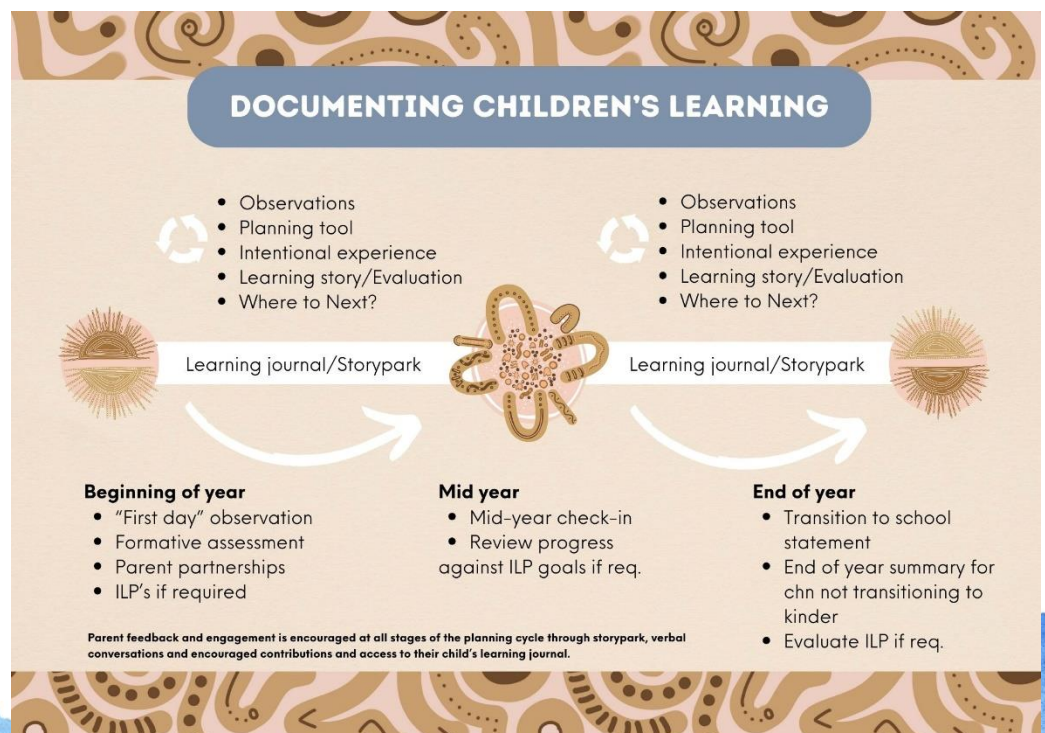 DOCUMENTING CHILDREN'S LEARNING
• Observations
• Planning tool
• Intentional experience
• Learning story/Evaluation
• Where to Next?
• Observations
• Planning tool
• Intentional experience
• Learning story/Evaluation
• Where to Next?
Learning journal/Storypark
Learning journal/Storypark
Beginning of year
• “First day” observation
• Formative assessment
• Parent partnerships
• ILP's if required
Mid year
• Mid-year check-in
• Review progress
against ILP goals if req.
End of year
• Transition to school
statement
• End of year summary for
chn not transitioning to
kinder
• Evaluate ILP if req.
Parent feedback and engagement is encouraged at all stages of the planning cycle through storypark, verbal
conversations and encouraged contributions and access to their child's learning journal.